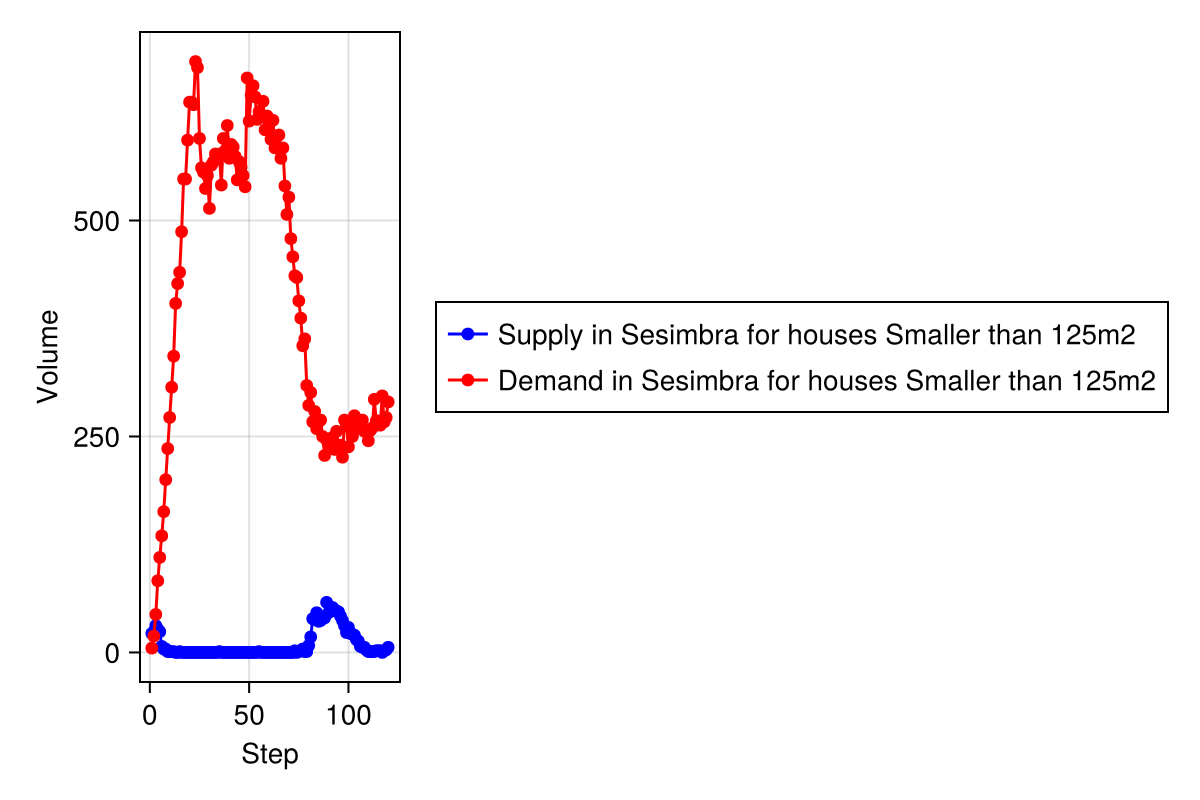 Volume
500
250
0
0 50 100
Step
Supply in Sesimbra for houses Smaller than 125m2
Demand in Sesimbra for houses Smaller than 125m2